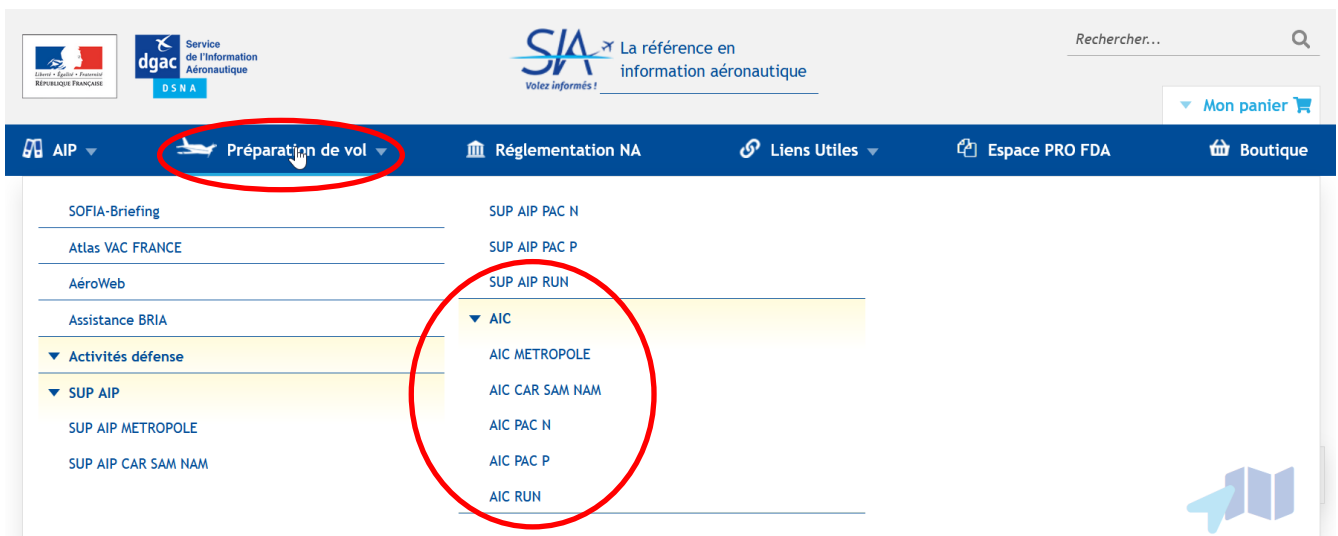 Liberté • Égalité • Fraternité
RÉPUBLIQUE FRANÇAISE
dgac
Service
de l'Information
Aéronautique
DSNA
SIA
Volez informés !
La référence en
information aéronautique
Rechercher...
Mon panier
AIP
Préparation de vol
Réglementation NA
Liens Utiles
Espace PRO FDA
Boutique
SOFIA-Briefing
Atlas VAC FRANCE
AéroWeb
Assistance BRIA
Activités défense
SUP AIP
SUP AIP METROPOLE
SUP AIP CAR SAM NAM
SUP AIP PAC N
SUP AIP PAC P
SUP AIP RUN
AIC
AIC METROPOLE
AIC CAR SAM NAM
AIC PAC N
AIC PAC P
AIC RUN